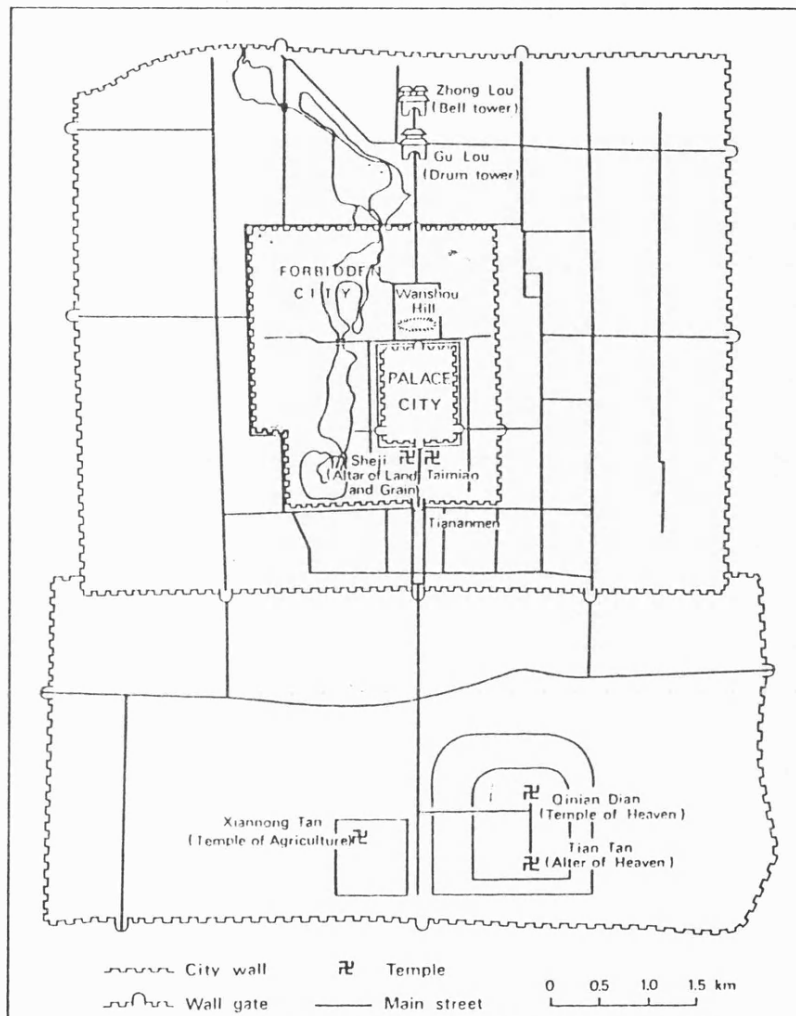 Zhong Lou
(Bell tower)
Gu Lou
(Drum tower)
FORBIDDEN
CITY
Wanshou
Hill
PALACE
CITY
Sheji
(Altar of Land
and Grain)
Taimian
Tiananmen
Qinian Dian
(Temple of Heaven)
Xiannong Tan
(Temple of Agriculture)
Tian Tan
(Alter of Heaven)
City wall
Temple
Wall gate
Main street
0 0.5 1.0 1.5 km